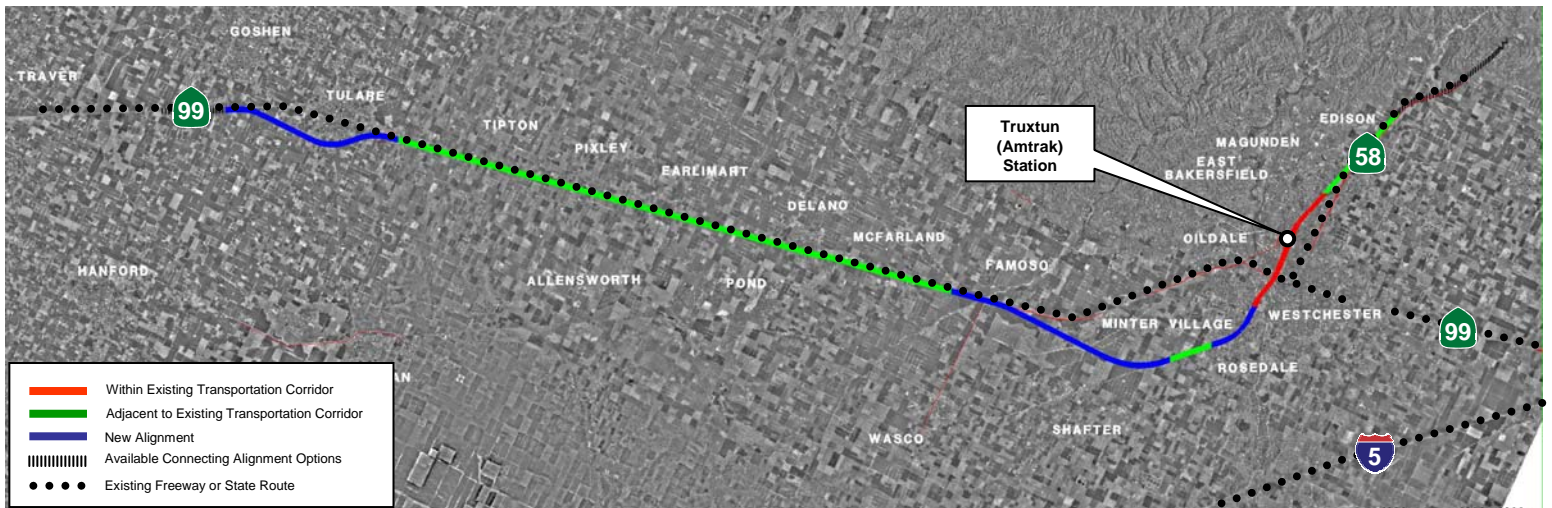 GOSHEN
TRAVER
99
TULARE
TIPTON
PIXLEY
EARLIMART
DELANO
MCFARLAND
FAMOSO
HANFORD
ALLENSWORTH
POND
Truxtun
(Amtrak)
Station
EDISON
MAGUNDEN
58
EAST
BAKERSFIELD
OILDALE
MINTER VILLAGE
WESTCHESTER
99
ROSEDALE
WASCO
SHAFTER
5
AN
Within Existing Transportation Corridor
Adjacent to Existing Transportation Corridor
New Alignment
Available Connecting Alignment Options
Existing Freeway or State Route